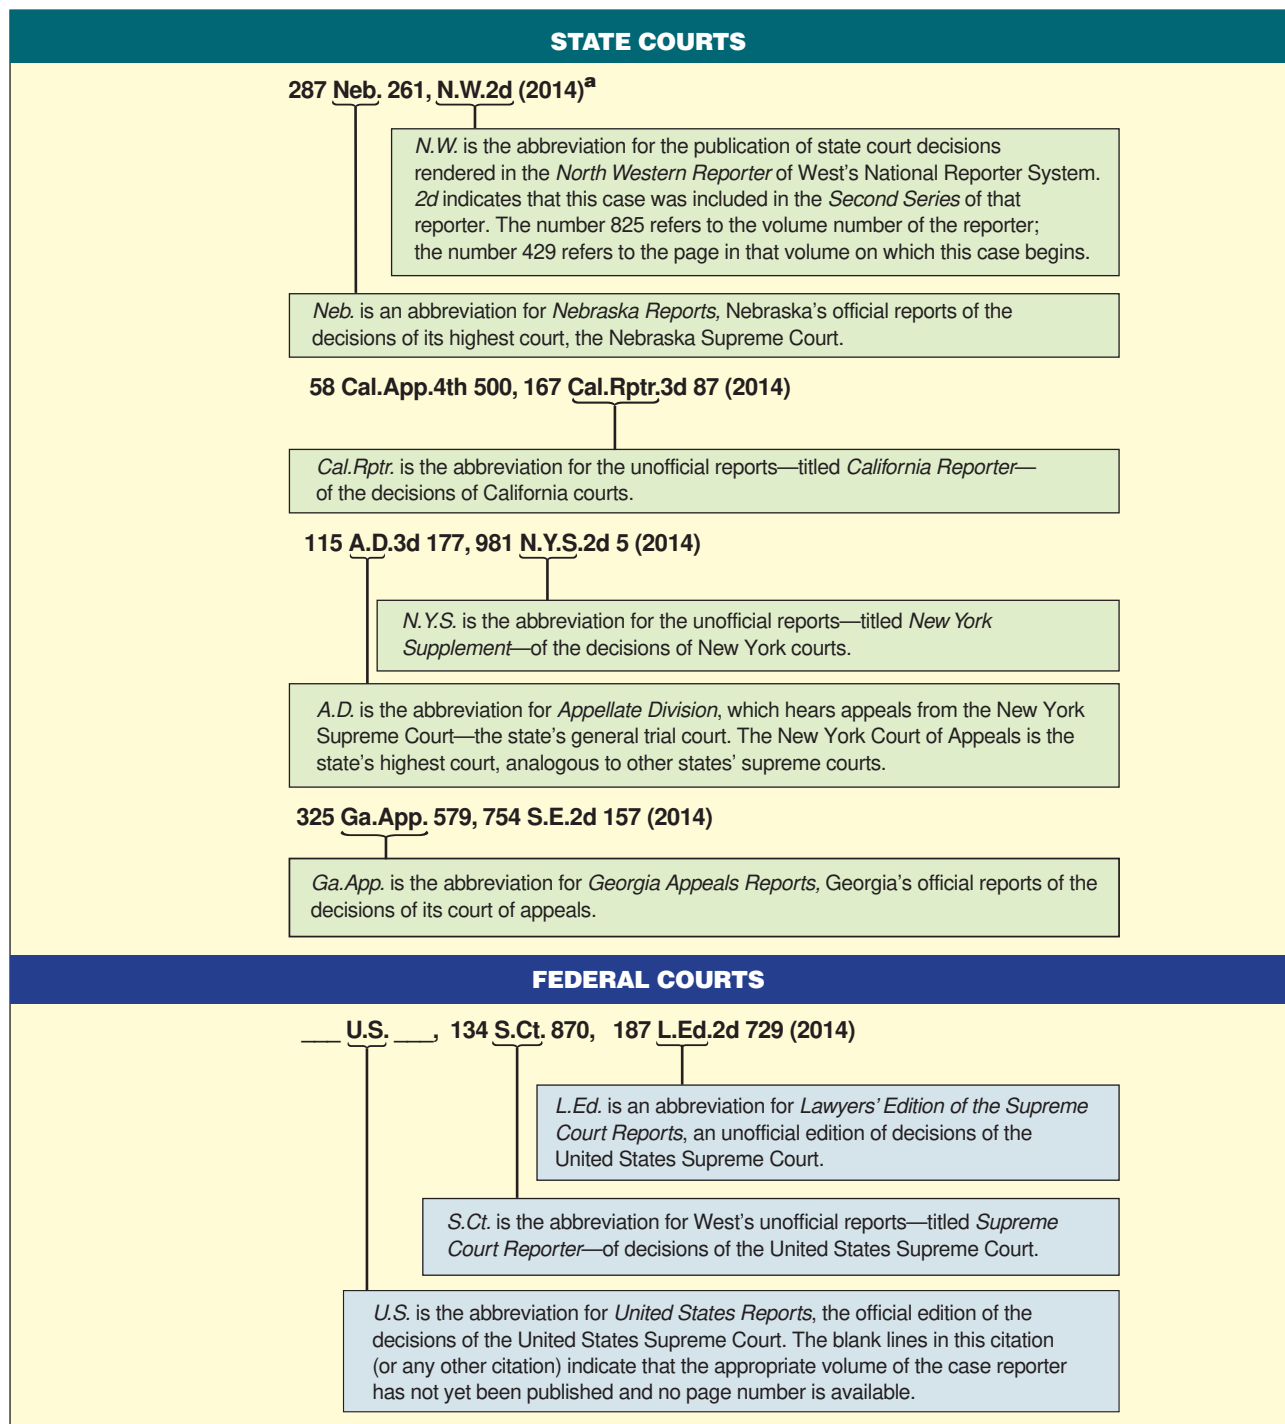 STATE COURTS
287 Neb. 261, N.W.2d (2014)a
N.W. is the abbreviation for the publication of state court decisions
rendered in the North Western Reporter of West's National Reporter System.
2d indicates that this case was included in the Second Series of that
reporter. The number 825 refers to the volume number of the reporter;
the number 429 refers to the page in that volume on which this case begins.
Neb. is an abbreviation for Nebraska Reports, Nebraska's official reports of the
decisions of its highest court, the Nebraska Supreme Court.
58 Cal.App.4th 500, 167 Cal.Rptr.3d 87 (2014)
Cal.Rptr. is the abbreviation for the unofficial reports—titled California Reporter—
of the decisions of California courts.
115 A.D.3d 177, 981 N.Y.S.2d 5 (2014)
N.Y.S. is the abbreviation for the unofficial reports—titled New York
Supplement—of the decisions of New York courts.
A.D. is the abbreviation for Appellate Division, which hears appeals from the New York
Supreme Court—the state's general trial court. The New York Court of Appeals is the
state's highest court, analogous to other states' supreme courts.
325 Ga.App. 579, 754 S.E.2d 157 (2014)
Ga.App. is the abbreviation for Georgia Appeals Reports, Georgia's official reports of the
decisions of its court of appeals.
FEDERAL COURTS
___ U.S. ___, 134 S.Ct. 870, 187 L.Ed.2d 729 (2014)
L.Ed. is an abbreviation for Lawyers' Edition of the Supreme
Court Reports, an unofficial edition of decisions of the
United States Supreme Court.
S.Ct. is the abbreviation for West's unofficial reports—titled Supreme
Court Reporter—of decisions of the United States Supreme Court.
U.S. is the abbreviation for United States Reports, the official edition of the
decisions of the United States Supreme Court. The blank lines in this citation
(or any other citation) indicate that the appropriate volume of the case reporter
has not yet been published and no page number is available.